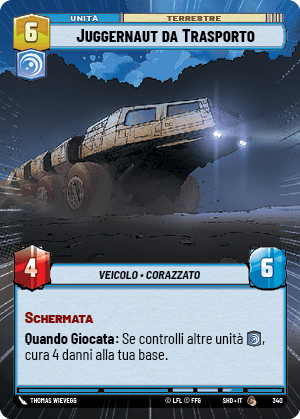 UNITÀ
TERRESTRE
6
JUGGERNAUT DA TRASPORTO
4
6
VEICOLO • CORAZZATO
SCHERMATA
Quando Giocata: Se controlli altre unità ,
cura 4 danni alla tua base.
THOMAS WIEVEGG
© LFL © FFG
SHD • IT
340